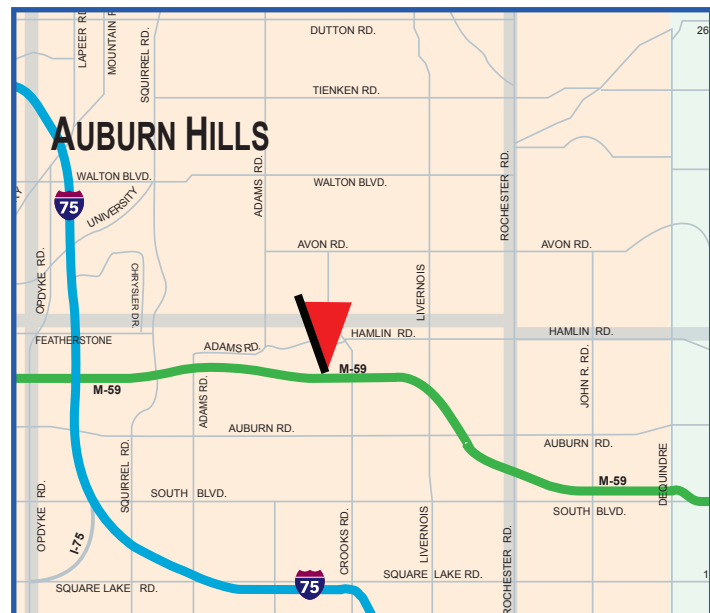 DUTTON RD.
26
LAPEER RD
MOUNTAIN
SQUIRREL RD.
TIENKEN RD.
AUBURN HILLS
WALTON BLVD.
WALTON BLVD.
ADAMS RD.
ROCHESTER RD.
75
UNIVERSITY
AVON RD.
AVON RD.
OPDYKE RD.
CHRYSLER DR.
LIVERNOIS
FEATHERSTONE
ADAMS RD.
HAMLIN RD.
HAMLIN RD.
M-59
M-59
ADAMS RD.
JOHN R. RD.
AUBURN RD.
AUBURN RD.
SQUIRREL RD.
DEQUINDRE
M-59
SOUTH BLVD.
SOUTH BLVD.
OPDYKE RD.
I-75
CROOKS RD.
LIVERNOIS
ROCHESTER RD.
SQUARE LAKE RD.
SQUARE LAKE RD.
75
1